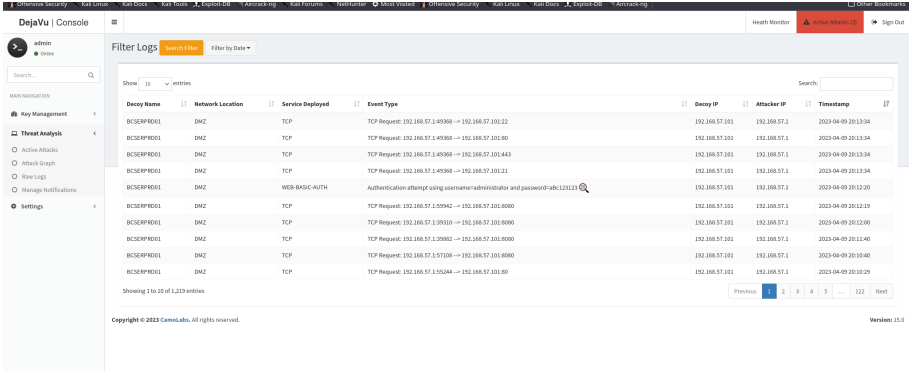 Offensive Security Kali Linux Kali Docs Kali Tools Exploit-DB Aircrack-ng Kali Forums NetHunter Most Visited Offensive Security Kali Linux Kali Docs Exploit-DB Aircrack-ng Other Bookmarks
DejaVu | Console Heath Monitor Active Attacks (3) Sign Out
admin
Online
Filter Logs Search Filter Filter by Date
Search...
Show 10 entries Search:
MAIN NAVIGATION
Key Management
Threat Analysis
Active Attacks
Attack Graph
Raw Logs
Manage Notifications
Settings
Decoy Name Network Location Service Deployed Event Type Decoy IP Attacker IP Timestamp
BCSERPRD01 DMZ TCP TCP Request: 192.168.57.1:49368 --> 192.168.57.101:22 192.168.57.101 192.168.57.1 2023-04-09 20:13:34
BCSERPRD01 DMZ TCP TCP Request: 192.168.57.1:49368 --> 192.168.57.101:80 192.168.57.101 192.168.57.1 2023-04-09 20:13:34
BCSERPRD01 DMZ TCP TCP Request: 192.168.57.1:49368 --> 192.168.57.101:443 192.168.57.101 192.168.57.1 2023-04-09 20:13:34
BCSERPRD01 DMZ TCP TCP Request: 192.168.57.1:49368 --> 192.168.57.101:21 192.168.57.101 192.168.57.1 2023-04-09 20:13:34
BCSERPRD01 DMZ WEB-BASIC-AUTH Authentication attempt using username=administrator and password=aBc123123 192.168.57.101 192.168.57.1 2023-04-09 20:12:20
BCSERPRD01 DMZ TCP TCP Request: 192.168.57.1:59942 --> 192.168.57.101:8080 192.168.57.101 192.168.57.1 2023-04-09 20:12:19
BCSERPRD01 DMZ TCP TCP Request: 192.168.57.1:39310 --> 192.168.57.101:8080 192.168.57.101 192.168.57.1 2023-04-09 20:12:00
BCSERPRD01 DMZ TCP TCP Request: 192.168.57.1:39882 --> 192.168.57.101:8080 192.168.57.101 192.168.57.1 2023-04-09 20:11:40
BCSERPRD01 DMZ TCP TCP Request: 192.168.57.1:57108 --> 192.168.57.101:8080 192.168.57.101 192.168.57.1 2023-04-09 20:10:40
BCSERPRD01 DMZ TCP TCP Request: 192.168.57.1:55244 --> 192.168.57.101:80 192.168.57.101 192.168.57.1 2023-04-09 20:10:29
Showing 1 to 10 of 1,219 entries Previous 1 2 3 4 5 ... 122 Next
Copyright © 2023 CamoLabs. All rights reserved. Version: 15.0